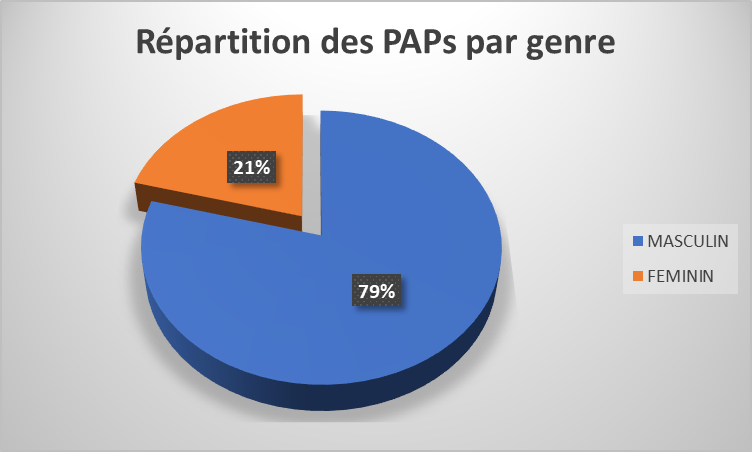 Répartition des PAPs par genre
21%
79%
MASCULIN
FEMININ